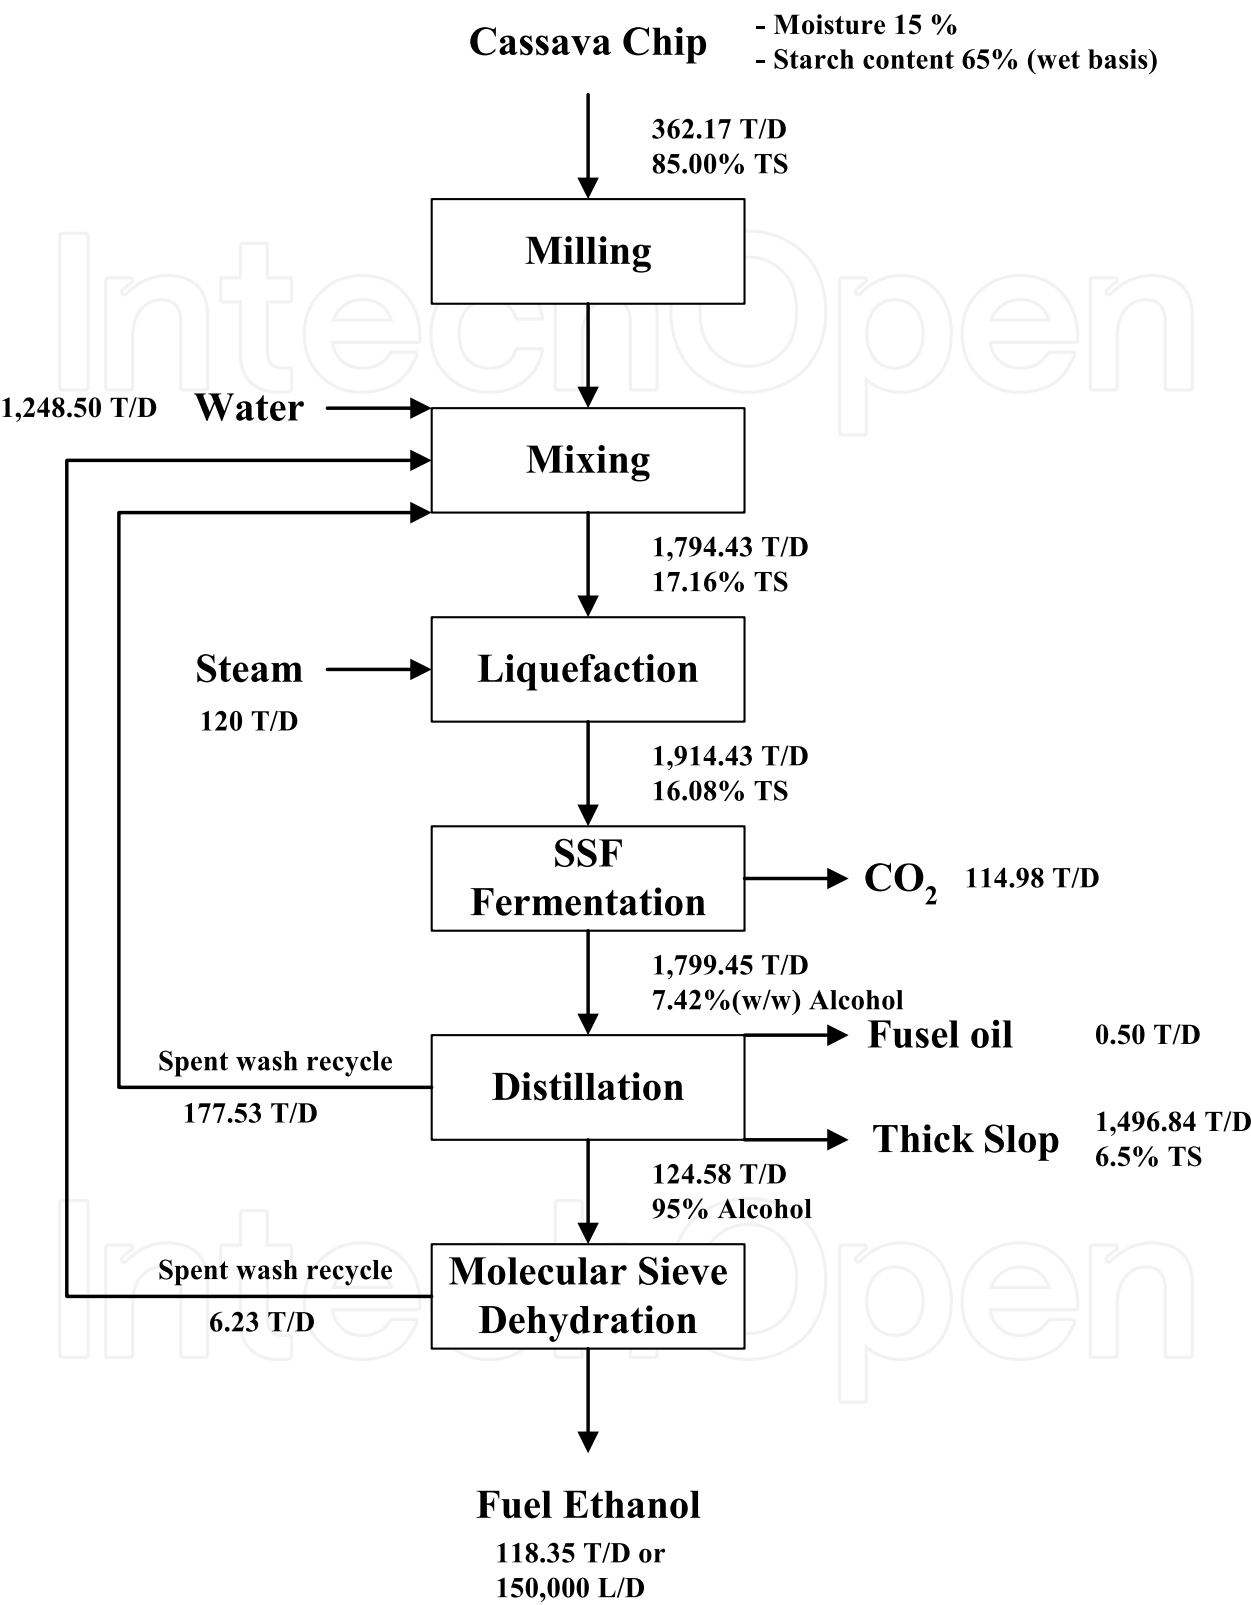 Cassava Chip
- Moisture 15 %
- Starch content 65% (wet basis)
362.17 T/D
85.00% TS
Milling
IntechOpen
1,248.50 T/D
Water
Mixing
1,794.43 T/D
17.16% TS
Steam
120 T/D
Liquefaction
1,914.43 T/D
16.08% TS
SSF
Fermentation
CO2
114.98 T/D
1,799.45 T/D
7.42%(w/w) Alcohol
Fusel oil
0.50 T/D
Spent wash recycle
177.53 T/D
Distillation
Thick Slop
1,496.84 T/D
6.5% TS
124.58 T/D
95% Alcohol
IntechOpen
Spent wash recycle
6.23 T/D
Molecular Sieve
Dehydration
Fuel Ethanol
118.35 T/D or
150,000 L/D